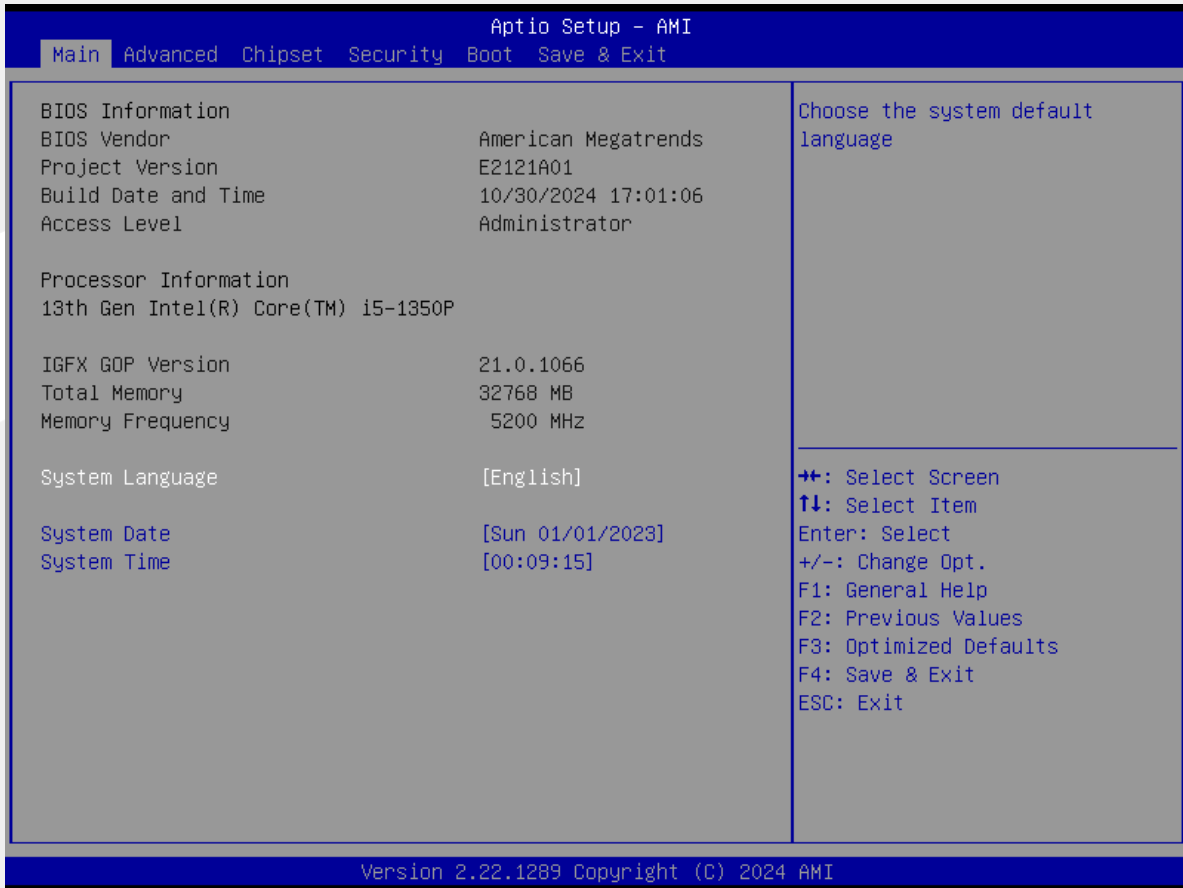 Aptio Setup – AMI
Main Advanced Chipset Security Boot Save & Exit
BIOS Information
BIOS Vendor American Megatrends
Project Version E2121A01
Build Date and Time 10/30/2024 17:01:06
Access Level Administrator
Processor Information
13th Gen Intel(R) Core(TM) i5-1350P
IGFX GOP Version 21.0.1066
Total Memory 32768 MB
Memory Frequency 5200 MHz
System Language [English]
System Date [Sun 01/01/2023]
System Time [00:09:15]
Choose the system default
language
→←: Select Screen
↑↓: Select Item
Enter: Select
+/-: Change Opt.
F1: General Help
F2: Previous Values
F3: Optimized Defaults
F4: Save & Exit
ESC: Exit
Version 2.22.1289 Copyright (C) 2024 AMI